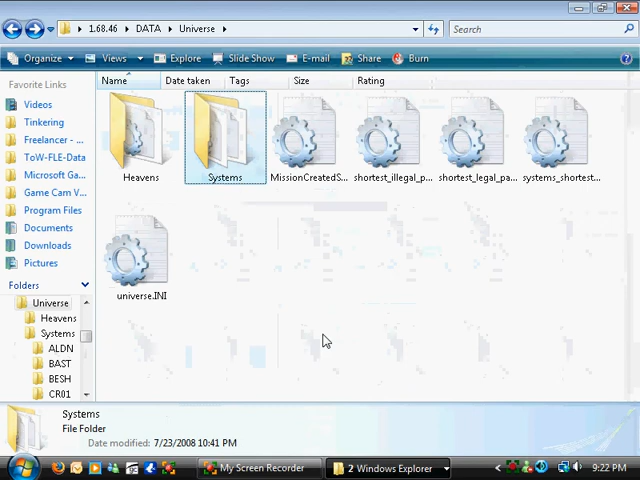 1.68.46 DATA Universe Search
Organize Views Explore Slide Show E-mail Share Burn
Favorite Links
Videos
Tinkering
Freelancer - ...
ToW-FLE-Data
Microsoft Ga...
Game Cam V...
Program Files
Documents
Downloads
Pictures
Folders
Universe
Heavens
Systems
ALDN
BAST
BESH
CR01
Name Date taken Tags Size Rating
Heavens Systems MissionCreatedS... shortest_illegal_p... shortest_legal_pa... systems_shortest...
universe.INI
Systems
File Folder
Date modified: 7/23/2008 10:41 PM
My Screen Recorder 2 Windows Explorer 9:22 PM